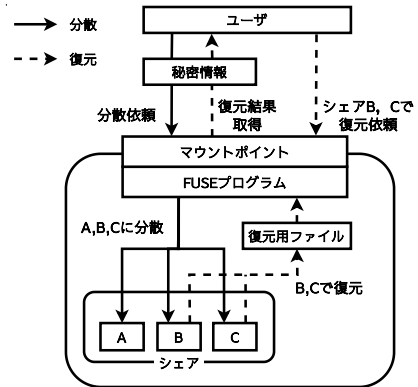 分散
復元
ユーザ
秘密情報
分散依頼
復元結果
取得
シェアB, Cで
復元依頼
マウントポイント
FUSEプログラム
A,B,Cに分散
復元用ファイル
B,Cで復元
A
B
C
シェア